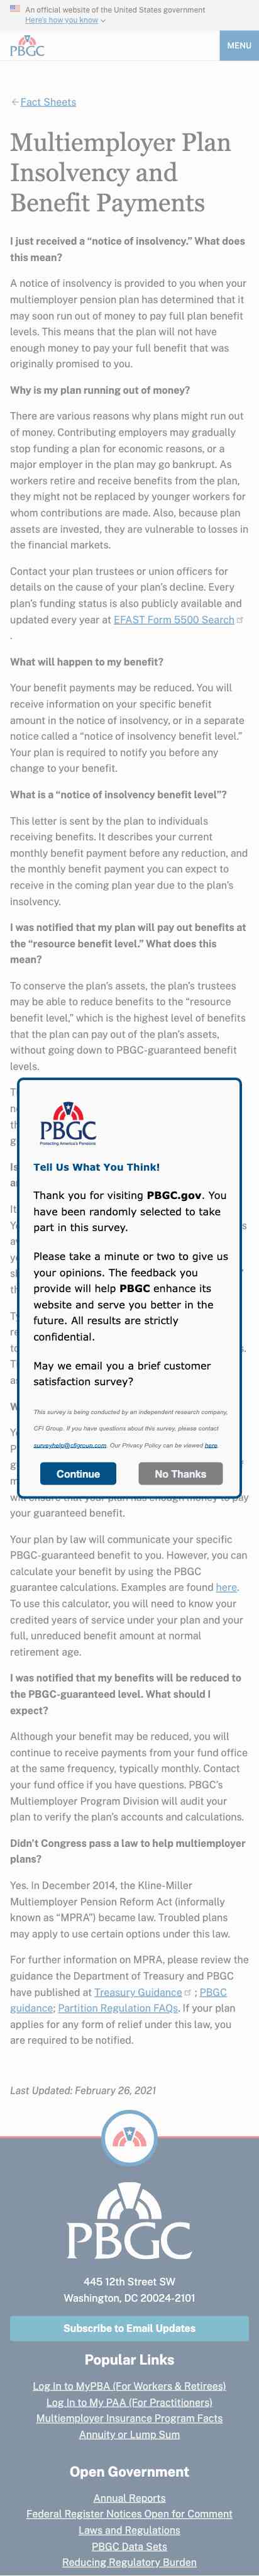 An official website of the United States government
Here's how you know
PBGC
MENU
Fact Sheets
Multiemployer Plan
Insolvency and
Benefit Payments
I just received a “notice of insolvency.” What does
this mean?
A notice of insolvency is provided to you when your
multiemployer pension plan has determined that it
may soon run out of money to pay full plan benefit
levels. This means that the plan will not have
enough money to pay your full benefit that was
originally promised to you.
Why is my plan running out of money?
There are various reasons why plans might run out
of money. Contributing employers may gradually
stop funding a plan for economic reasons, or a
major employer in the plan may go bankrupt. As
workers retire and receive benefits from the plan,
they might not be replaced by younger workers for
whom contributions are made. Also, because plan
assets are invested, they are vulnerable to losses in
the financial markets.
Contact your plan trustees or union officers for
details on the cause of your plan's decline. Every
plan's funding status is also publicly available and
updated every year at EFAST Form 5500 Search
.
What will happen to my benefit?
Your benefit payments may be reduced. You will
receive information on your specific benefit
amount in the notice of insolvency, or in a separate
notice called a “notice of insolvency benefit level.”
Your plan is required to notify you before any
change to your benefit.
What is a “notice of insolvency benefit level”?
This letter is sent by the plan to individuals
receiving benefits. It describes your current
monthly benefit payment before any reduction, and
the monthly benefit payment you can expect to
receive in the coming plan year due to the plan's
insolvency.
I was notified that my plan will pay out benefits at
the “resource benefit level.” What does this
mean?
To conserve the plan's assets, the plan's trustees
may be able to reduce benefits to the “resource
benefit level,” which is the highest level of benefits
that the plan can pay out of the plan's assets,
without going down to PBGC-guaranteed benefit
levels.
PBGC
Protecting America's Pensions
Tell Us What You Think!
Thank you for visiting PBGC.gov. You
have been randomly selected to take
part in this survey.
Please take a minute or two to give us
your opinions. The feedback you
provide will help PBGC enhance its
website and serve you better in the
future. All results are strictly
confidential.
May we email you a brief customer
satisfaction survey?
This survey is being conducted by an independent research company,
CFI Group. If you have questions about this survey, please contact
surveyhelp@cfigroup.com. Our Privacy Policy can be viewed here.
Continue
No Thanks
will ensure that your plan has enough money to pay
your guaranteed benefit.
Your plan by law will communicate your specific
PBGC-guaranteed benefit to you. However, you can
calculate your benefit by using the PBGC
guarantee calculations. Examples are found here.
To use this calculator, you will need to know your
credited years of service under your plan and your
full, unreduced benefit amount at normal
retirement age.
I was notified that my benefits will be reduced to
the PBGC-guaranteed level. What should I
expect?
Although your benefit may be reduced, you will
continue to receive payments from your fund office
at the same frequency, typically monthly. Contact
your fund office if you have questions. PBGC's
Multiemployer Program Division will audit your
plan to verify the plan's accounts and calculations.
Didn't Congress pass a law to help multiemployer
plans?
Yes. In December 2014, the Kline-Miller
Multiemployer Pension Reform Act (informally
known as “MPRA”) became law. Troubled plans
may apply to use certain options under this law.
For further information on MPRA, please review the
guidance the Department of Treasury and PBGC
have published at Treasury Guidance ; PBGC
guidance; Partition Regulation FAQs. If your plan
applies for any form of relief under this law, you
are required to be notified.
Last Updated: February 26, 2021
PBGC
445 12th Street SW
Washington, DC 20024-2101
Subscribe to Email Updates
Popular Links
Log in to MyPBA (For Workers & Retirees)
Log In to My PAA (For Practitioners)
Multiemployer Insurance Program Facts
Annuity or Lump Sum
Open Government
Annual Reports
Federal Register Notices Open for Comment
Laws and Regulations
PBGC Data Sets
Reducing Regulatory Burden